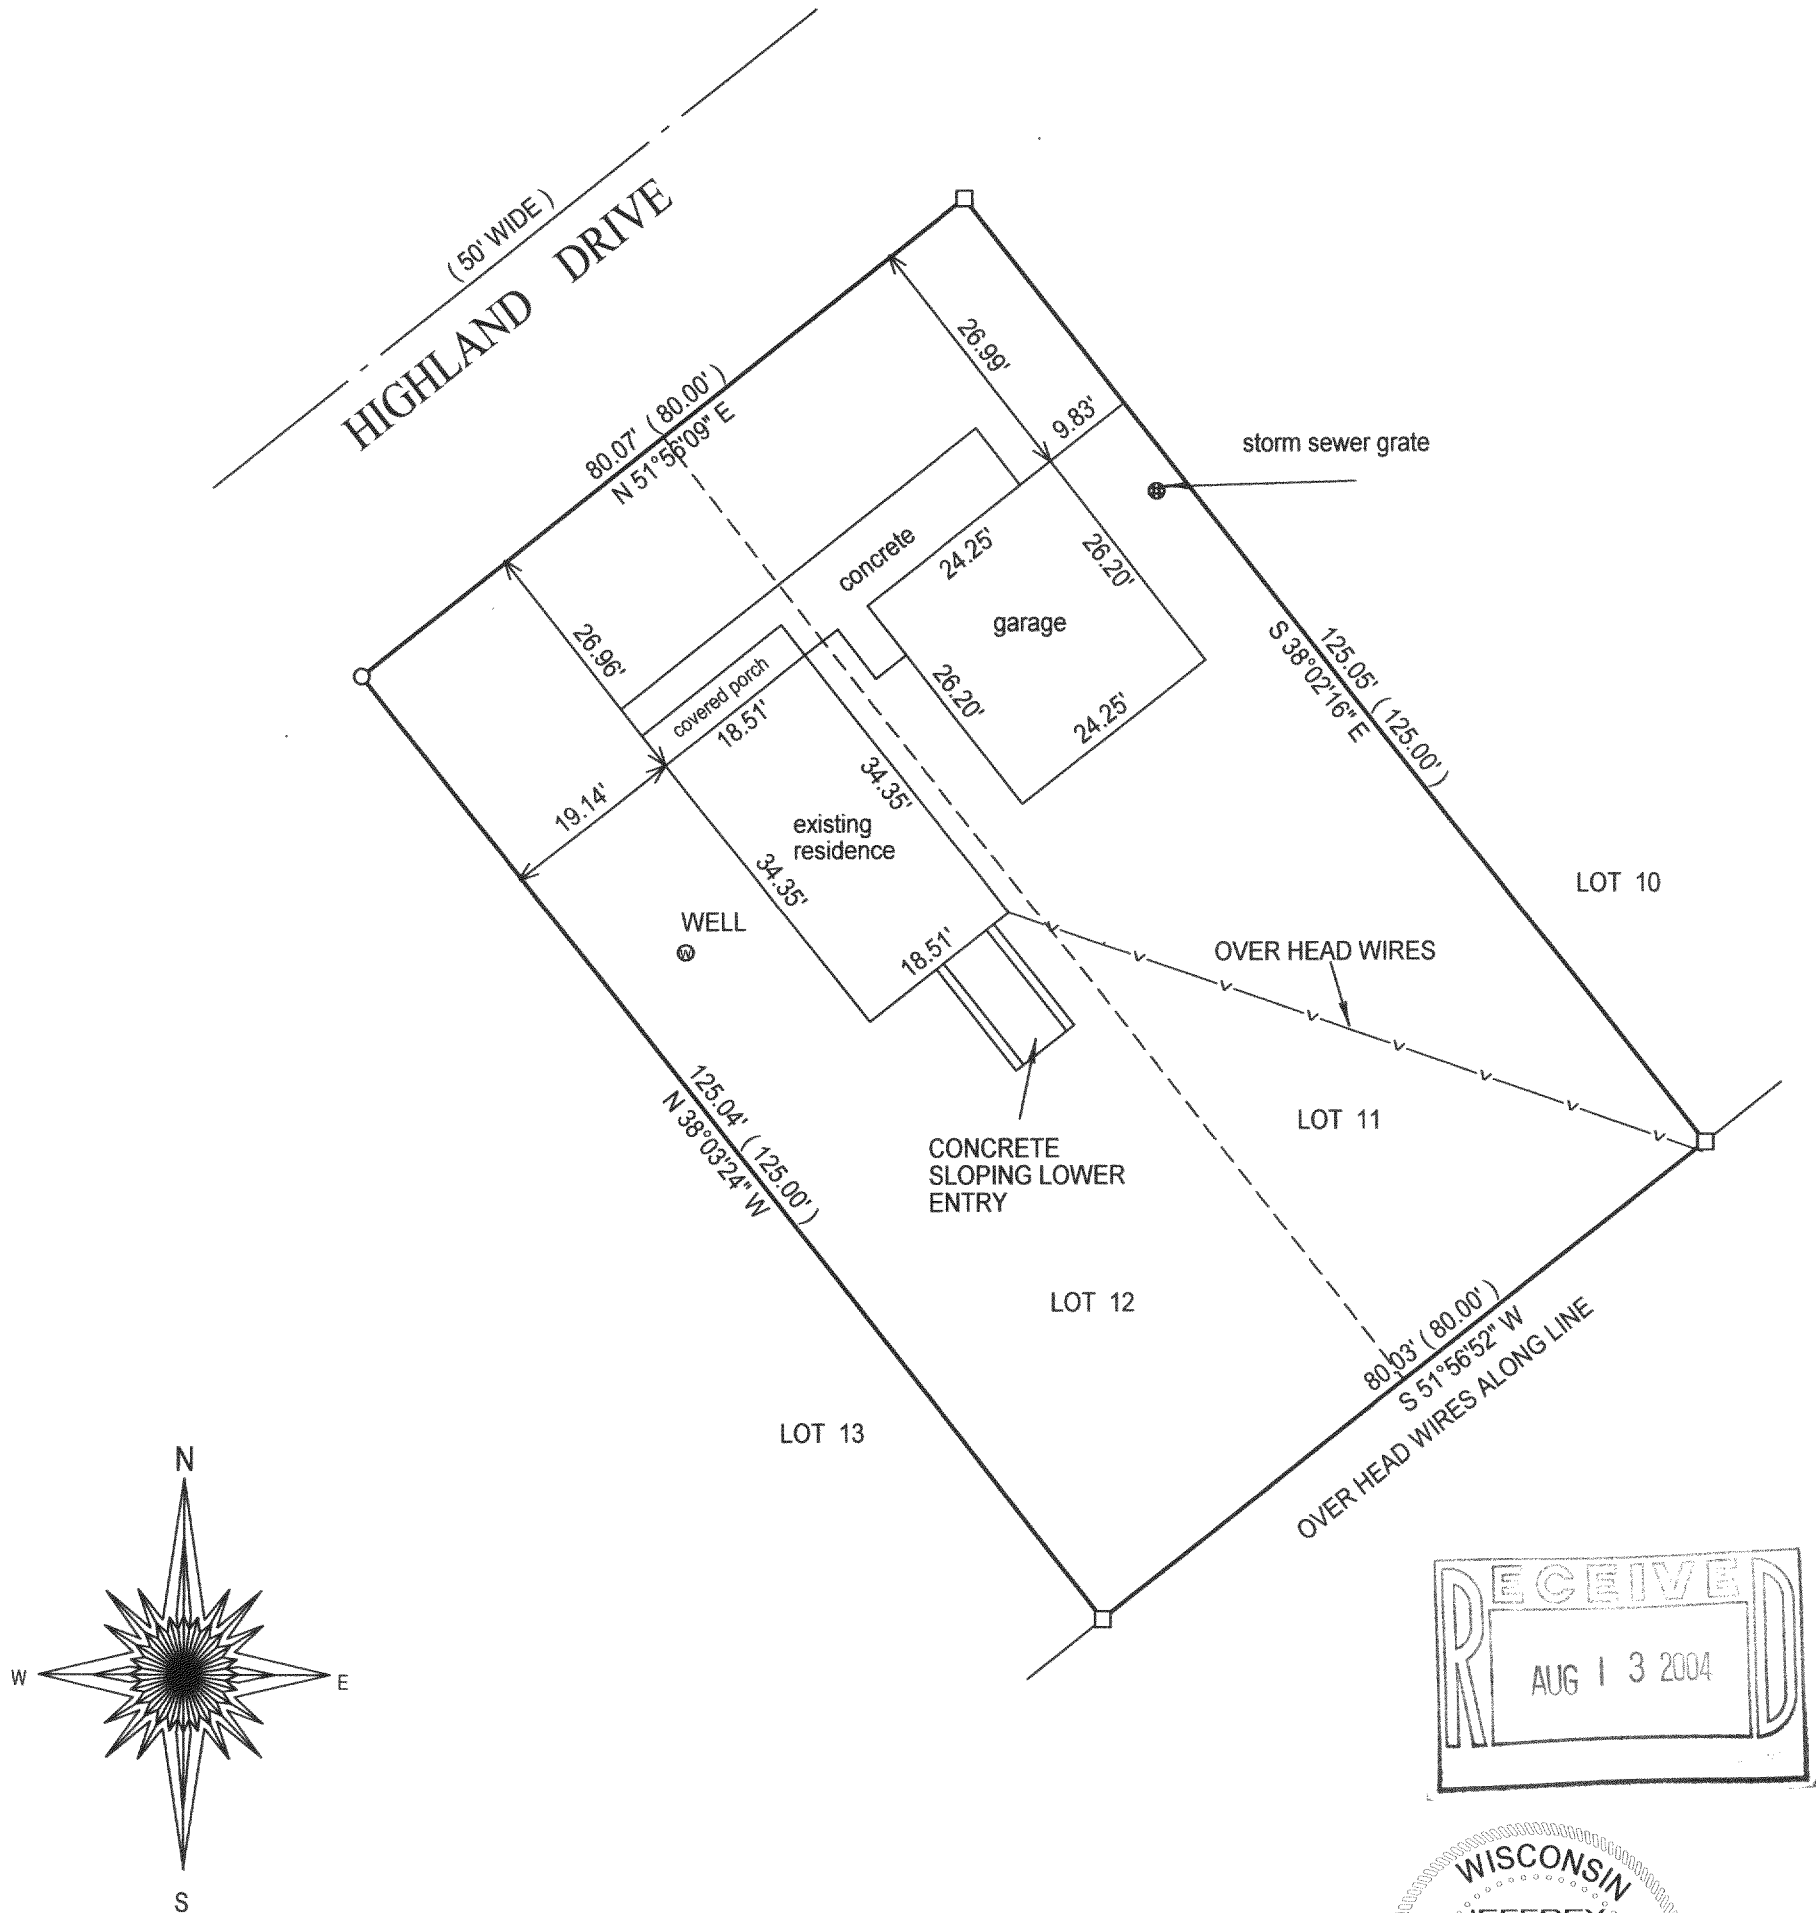 ( 50' WIDE )
HIGHLAND DRIVE
80.07' ( 80.00' )
N 51°56'09" E
26.99'
9.83'
storm sewer grate
concrete
24.25'
26.20'
garage
26.20'
24.25'
125.05' ( 125.00' )
S 38°02'16" E
26.96'
covered porch
18.51'
19.14'
34.35'
existing
residence
34.35'
18.51'
WELL
W
LOT 10
OVER HEAD WIRES
LOT 11
125.04' ( 125.00' )
N 38°03'24" W
CONCRETE
SLOPING LOWER
ENTRY
LOT 12
80.03' ( 80.00' )
S 51°56'52" W
OVER HEAD WIRES ALONG LINE
LOT 13
N
W
E
S
RECEIVED
AUG 13 2004
WISCONSIN